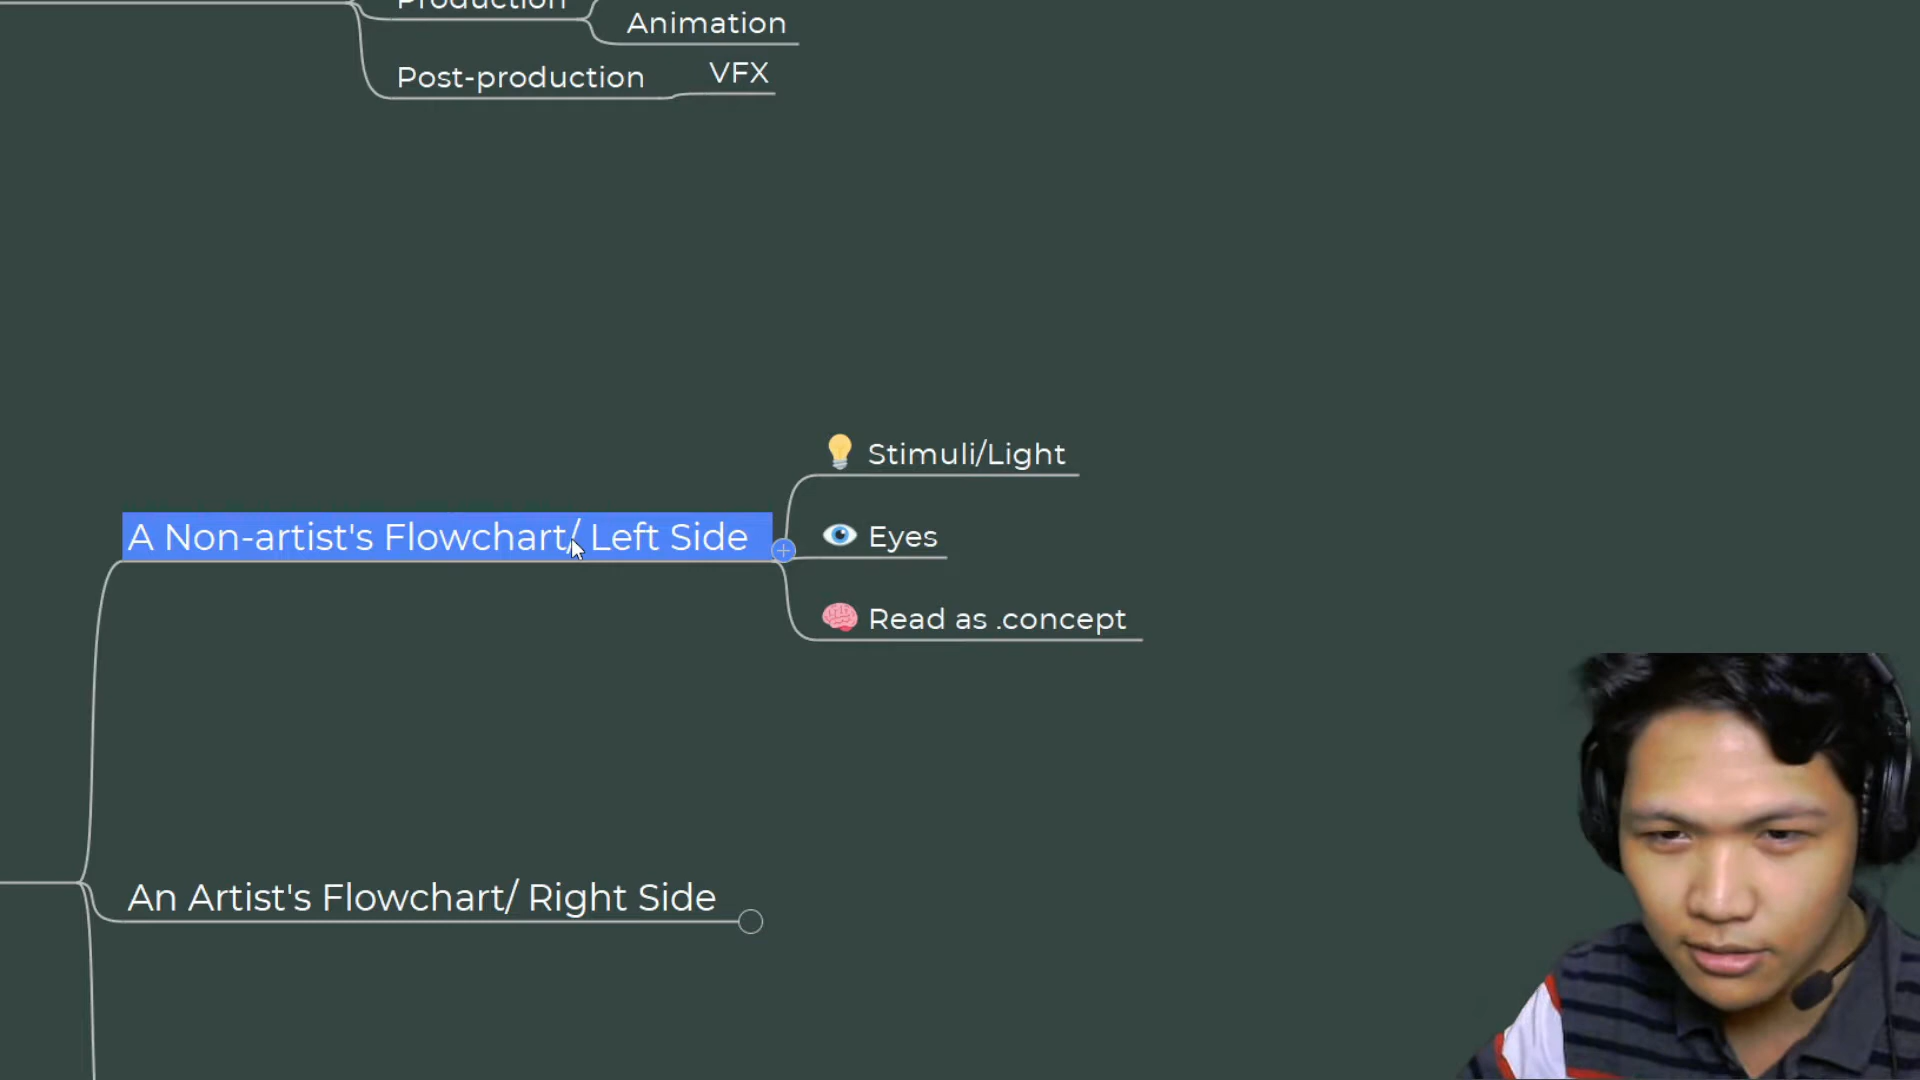 Production
Animation
Post-production
VFX
Stimuli/Light
A Non-artist's Flowchart/ Left Side
Eyes
Read as .concept
An Artist's Flowchart/ Right Side